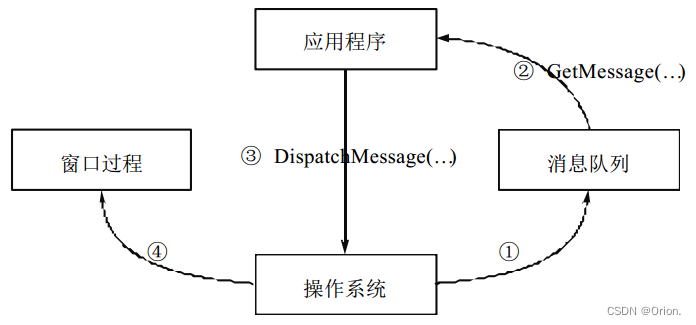 应用程序
② GetMessage(…)
窗口过程
③ DispatchMessage(…)
消息队列
④
①
操作系统
CSDN @Orion.